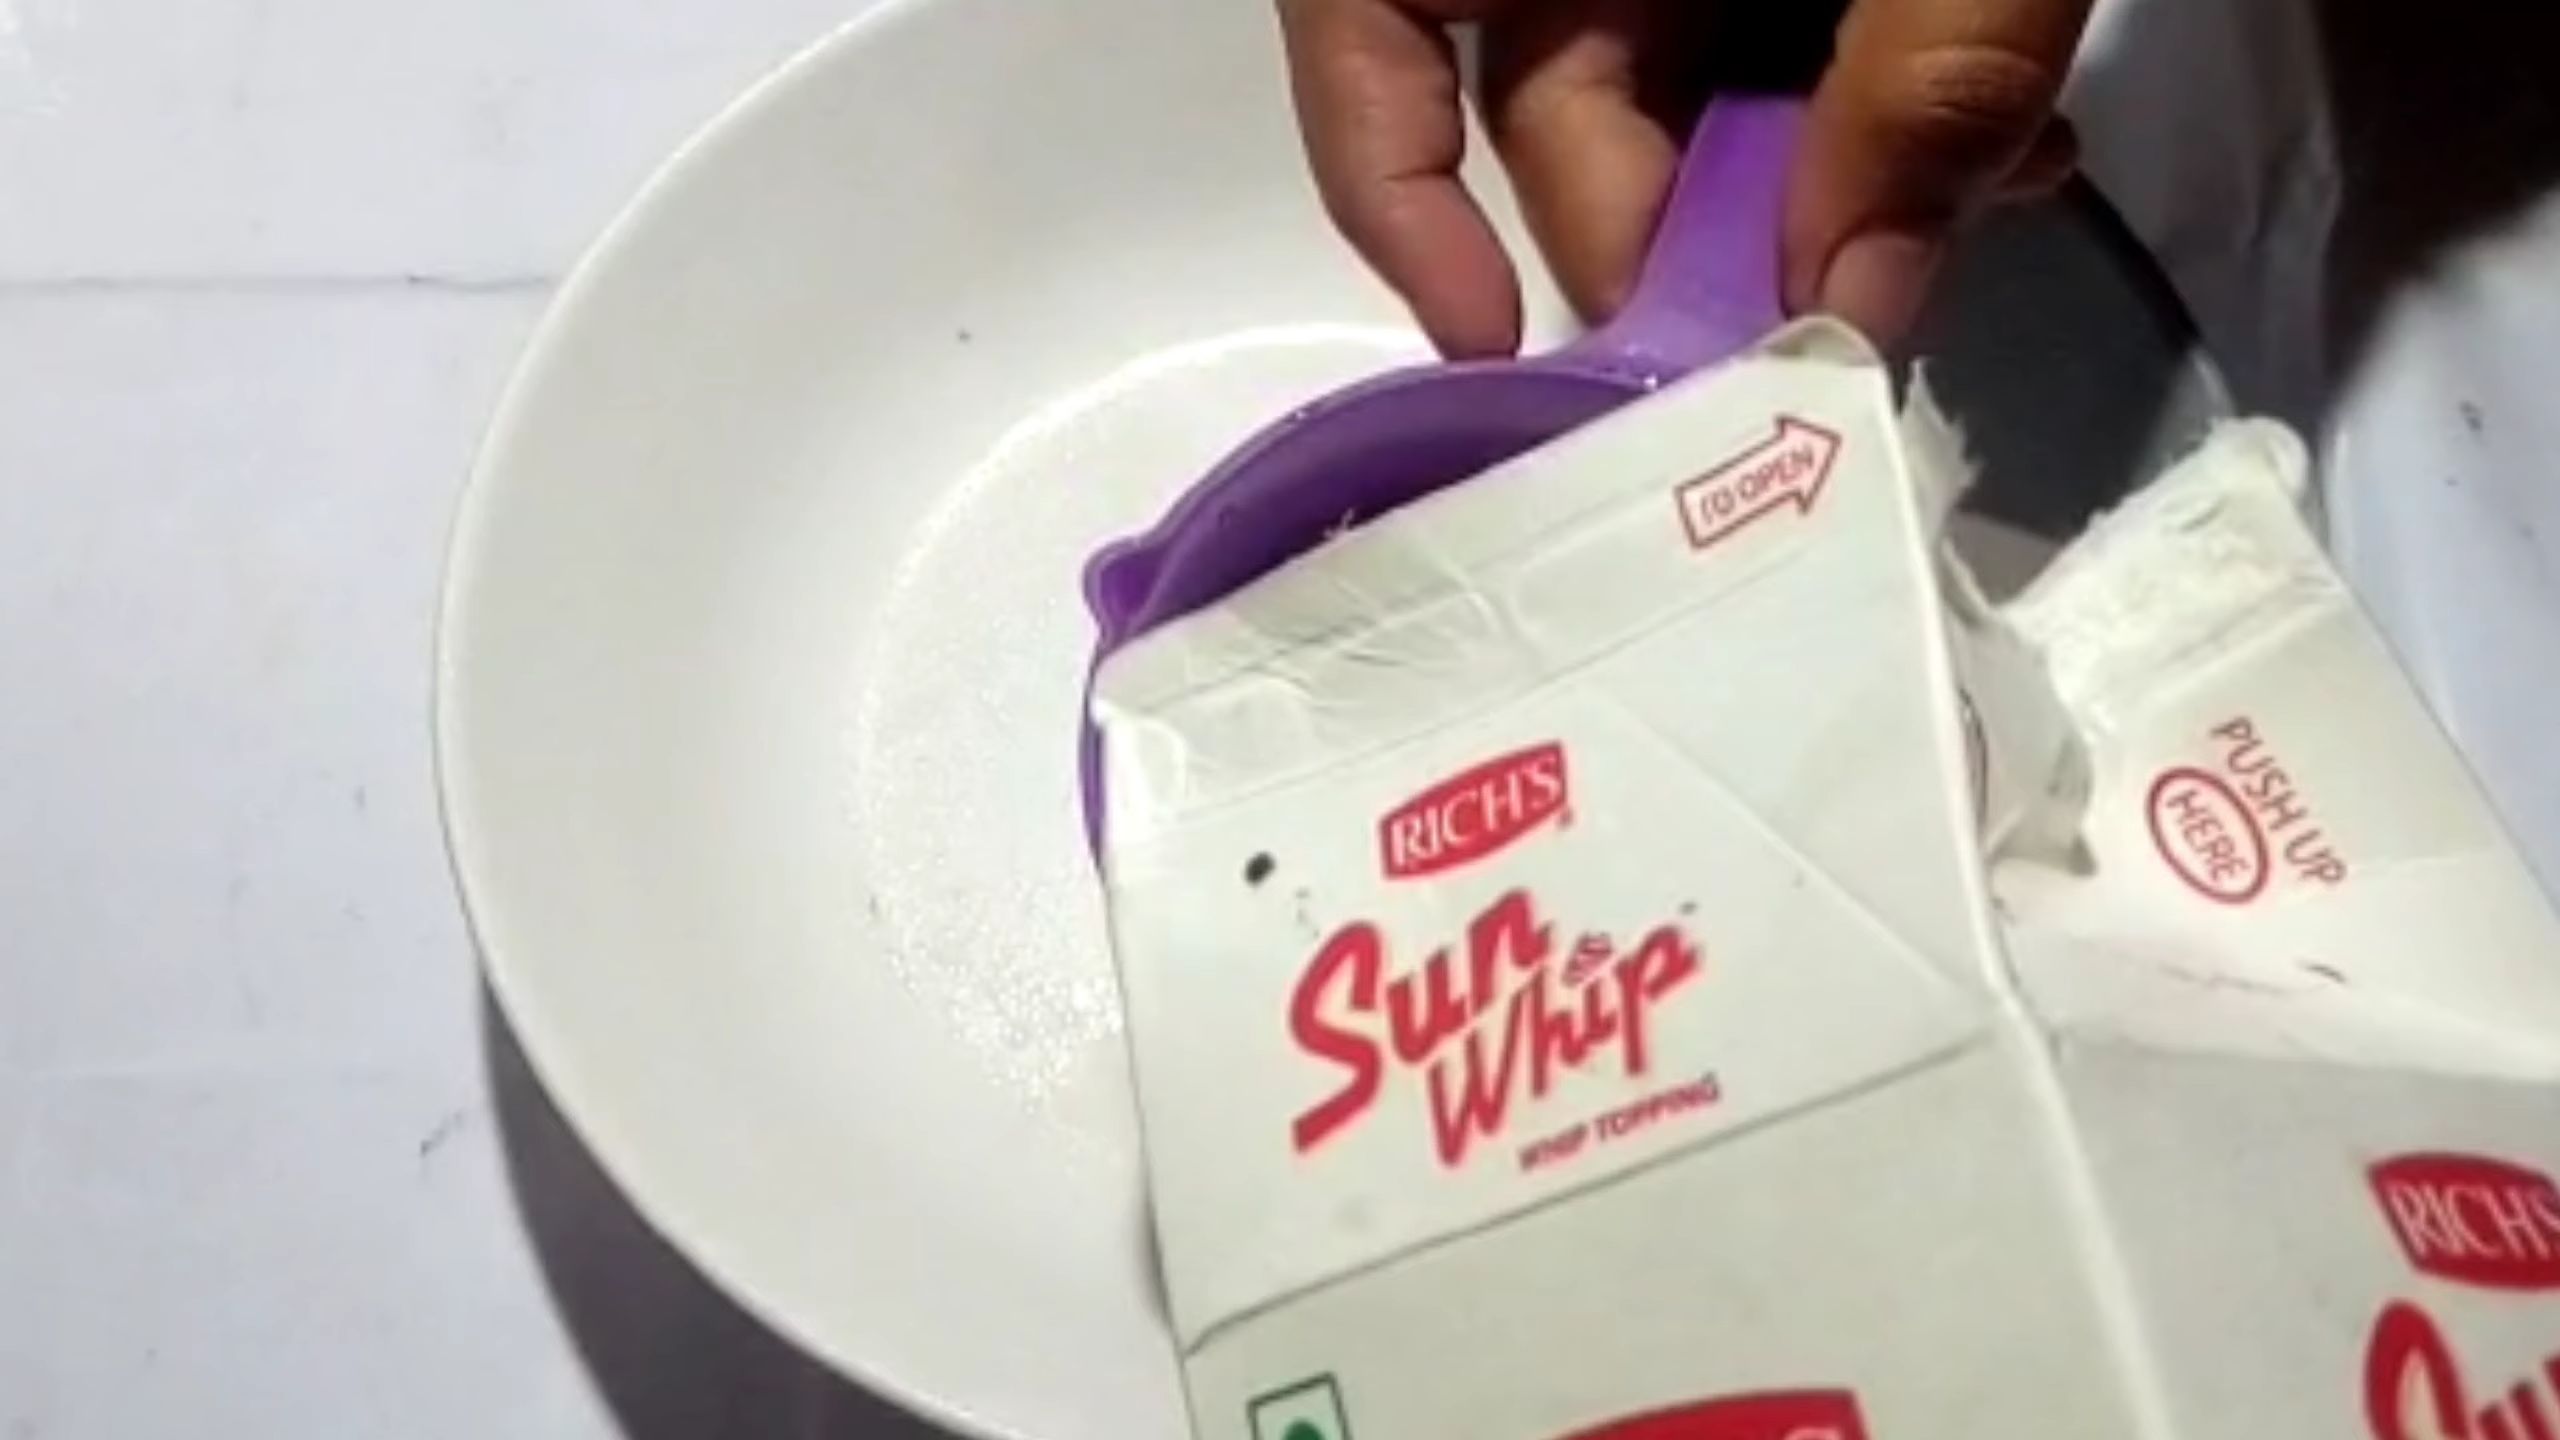 TO OPEN
RICH'S
Sun
Whip
WHIP TOPPING
PUSH UP
HERE
RICH'S